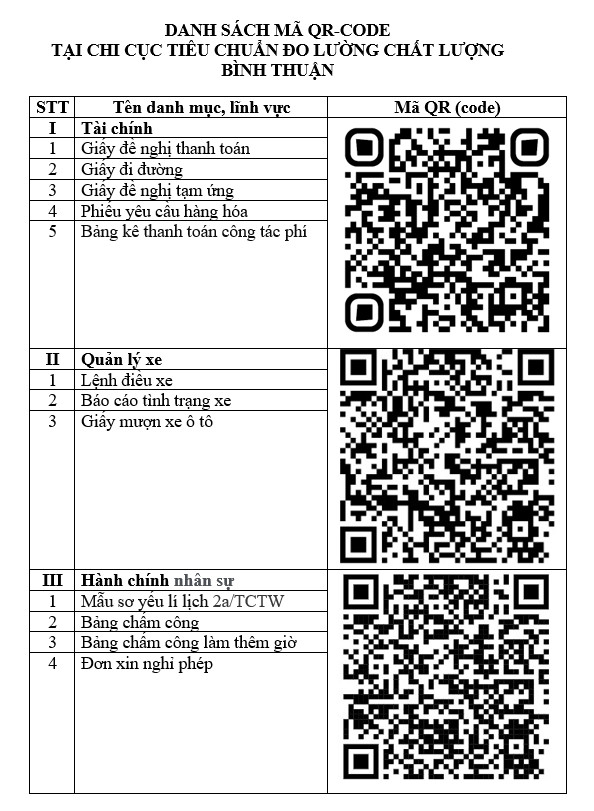 DANH SÁCH MÃ QR-CODE
TẠI CHI CỤC TIÊU CHUẨN ĐO LƯỜNG CHẤT LƯỢNG
BÌNH THUẬN
STT Tên danh mục, lĩnh vực Mã QR (code)
I Tài chính
1 Giấy đề nghị thanh toán
2 Giấy đi đường
3 Giấy đề nghị tạm ứng
4 Phiếu yêu cầu hàng hóa
5 Bảng kê thanh toán công tác phí
II Quản lý xe
1 Lệnh điều xe
2 Báo cáo tình trạng xe
3 Giấy mượn xe ô tô
III Hành chính nhân sự
1 Mẫu sơ yếu lí lịch 2a/TCTW
2 Bảng chấm công
3 Bảng chấm công làm thêm giờ
4 Đơn xin nghỉ phép